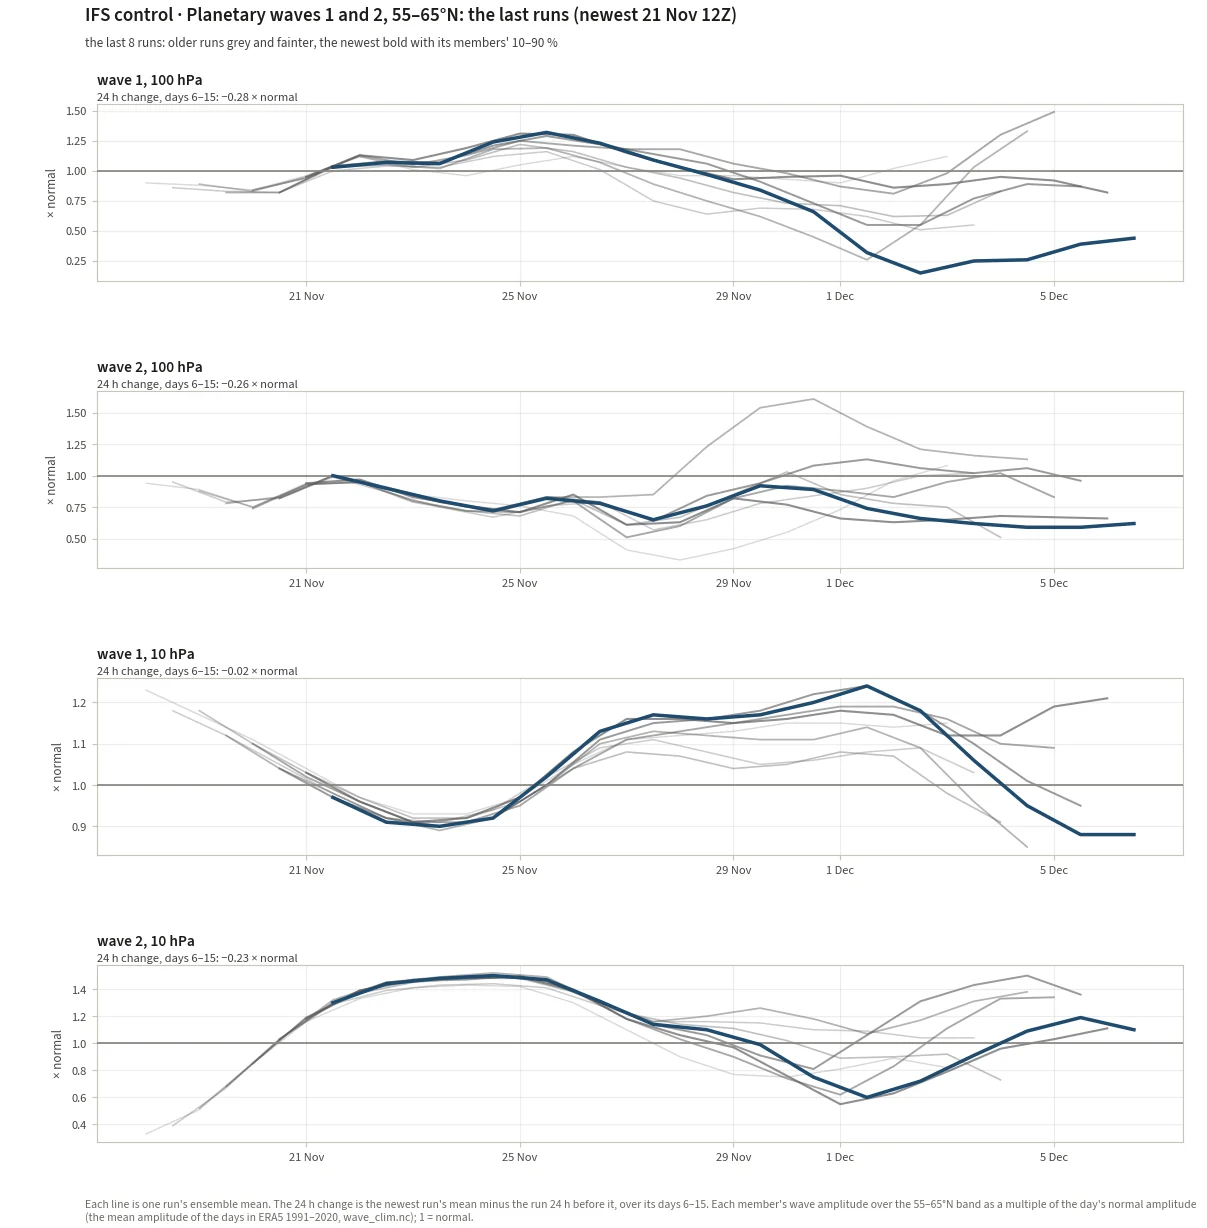 IFS control · Planetary waves 1 and 2, 55–65°N: the last runs (newest 21 Nov 12Z)
the last 8 runs: older runs grey and fainter, the newest bold with its members' 10–90 %
wave 1, 100 hPa
24 h change, days 6–15: −0.28 × normal
1.50
1.25
1.00
0.75
0.50
0.25
× normal
21 Nov
25 Nov
29 Nov
1 Dec
5 Dec
wave 2, 100 hPa
24 h change, days 6–15: −0.26 × normal
1.50
1.25
1.00
0.75
0.50
× normal
21 Nov
25 Nov
29 Nov
1 Dec
5 Dec
wave 1, 10 hPa
24 h change, days 6–15: −0.02 × normal
1.2
1.1
1.0
0.9
× normal
21 Nov
25 Nov
29 Nov
1 Dec
5 Dec
wave 2, 10 hPa
24 h change, days 6–15: −0.23 × normal
1.4
1.2
1.0
0.8
0.6
0.4
× normal
21 Nov
25 Nov
29 Nov
1 Dec
5 Dec
Each line is one run's ensemble mean. The 24 h change is the newest run's mean minus the run 24 h before it, over its days 6–15. Each member's wave amplitude over the 55–65°N band as a multiple of the day's normal amplitude
(the mean amplitude of the days in ERA5 1991–2020, wave_clim.nc); 1 = normal.